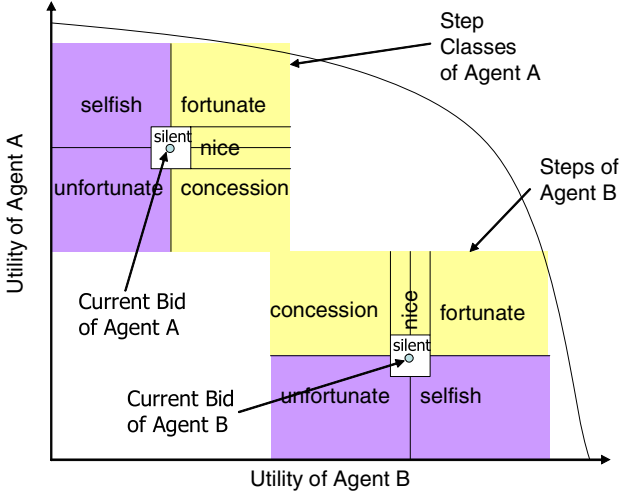 Step
Classes
of Agent A
selfish
fortunate
silent
nice
unfortunate
concession
Steps of
Agent B
Utility of Agent A
Current Bid
of Agent A
concession
nice
fortunate
silent
Current Bid
of Agent B
unfortunate
selfish
Utility of Agent B